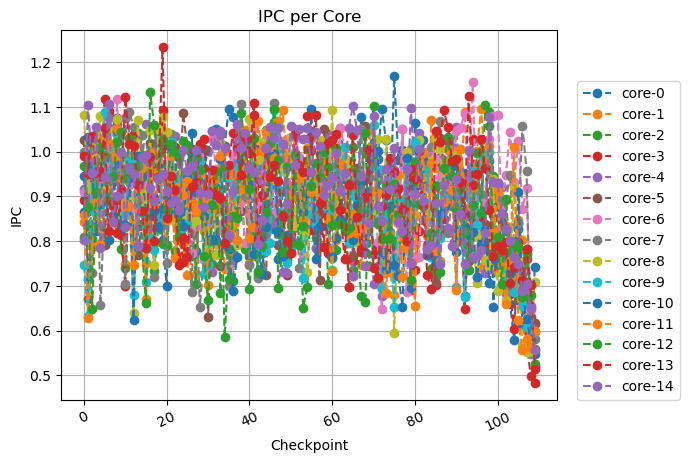 IPC per Core
IPC
1.2
1.1
1.0
0.9
0.8
0.7
0.6
0.5
0
20
40
60
80
100
Checkpoint
core-0
core-1
core-2
core-3
core-4
core-5
core-6
core-7
core-8
core-9
core-10
core-11
core-12
core-13
core-14